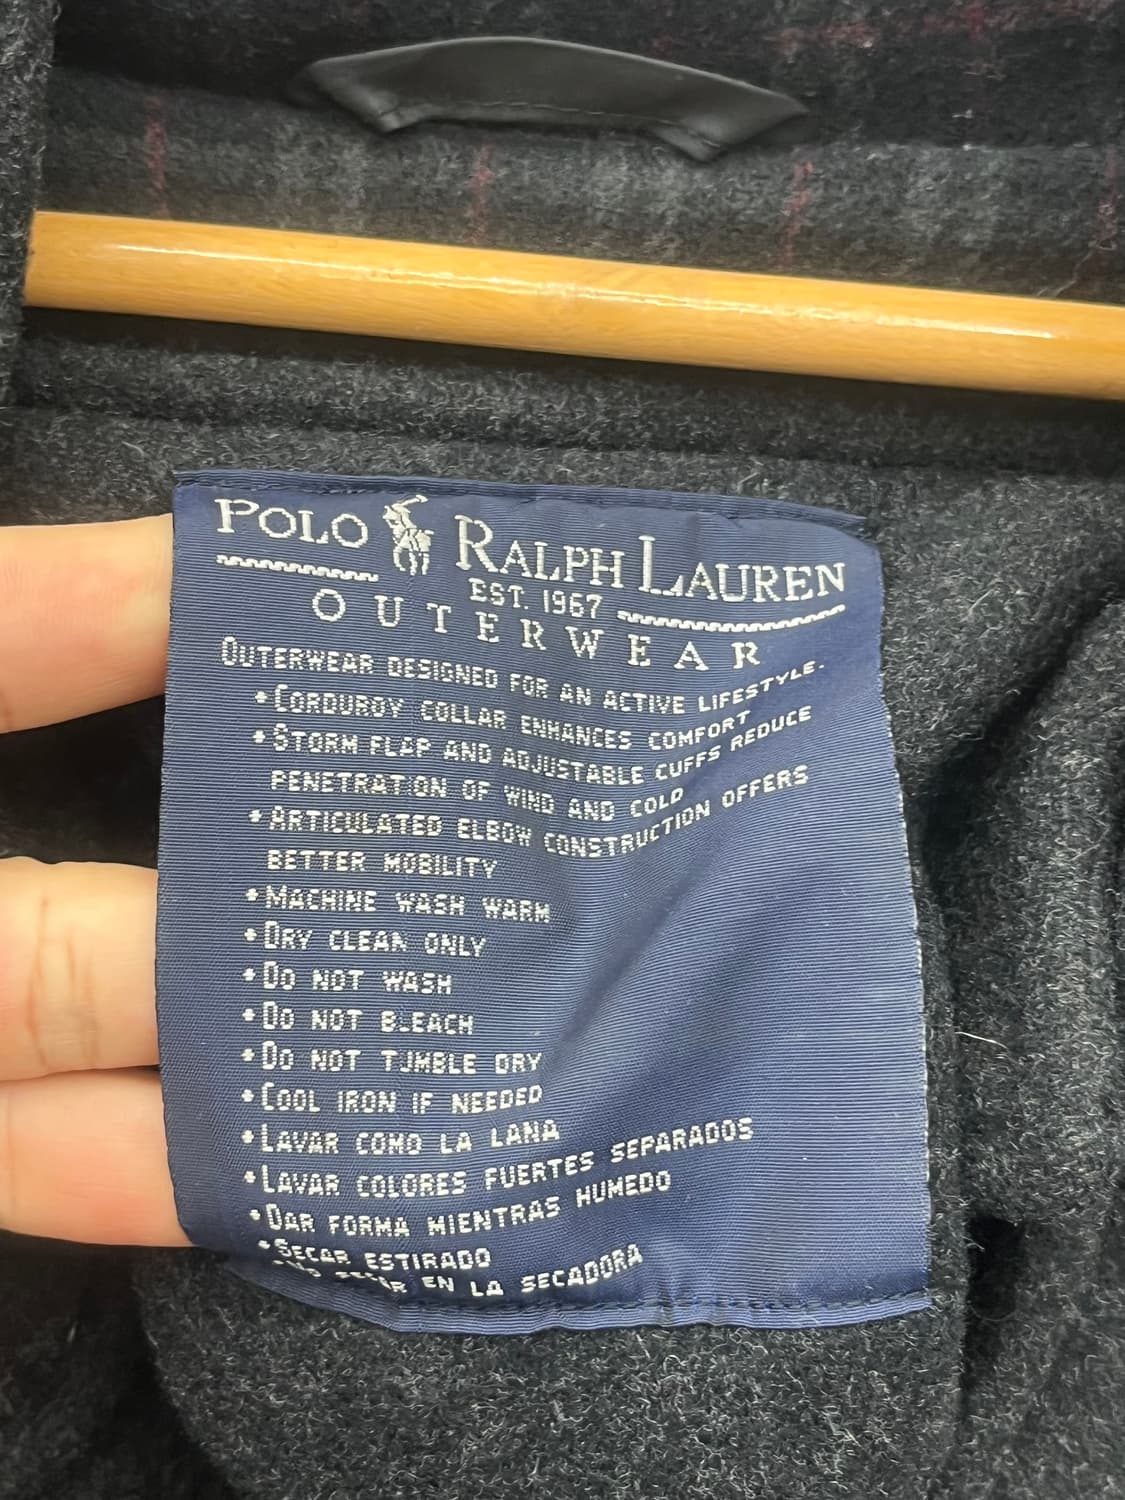 POLO RALPH LAUREN
EST. 1967
OUTERWEAR
OUTERWEAR DESIGNED FOR AN ACTIVE LIFESTYLE.
•CORDUROY COLLAR ENHANCES COMFORT
•STORM FLAP AND ADJUSTABLE CUFFS REDUCE
PENETRATION OF WIND AND COLD
•ARTICULATED ELBOW CONSTRUCTION OFFERS
BETTER MOBILITY
•MACHINE WASH WARM
•DRY CLEAN ONLY
•DO NOT WASH
•DO NOT BLEACH
•DO NOT TUMBLE DRY
•COOL IRON IF NEEDED
•LAVAR COMO LA LANA
•LAVAR COLORES FUERTES SEPARADOS
•DAR FORMA MIENTRAS HUMEDO
•SECAR ESTIRADO
EN LA SECADORA